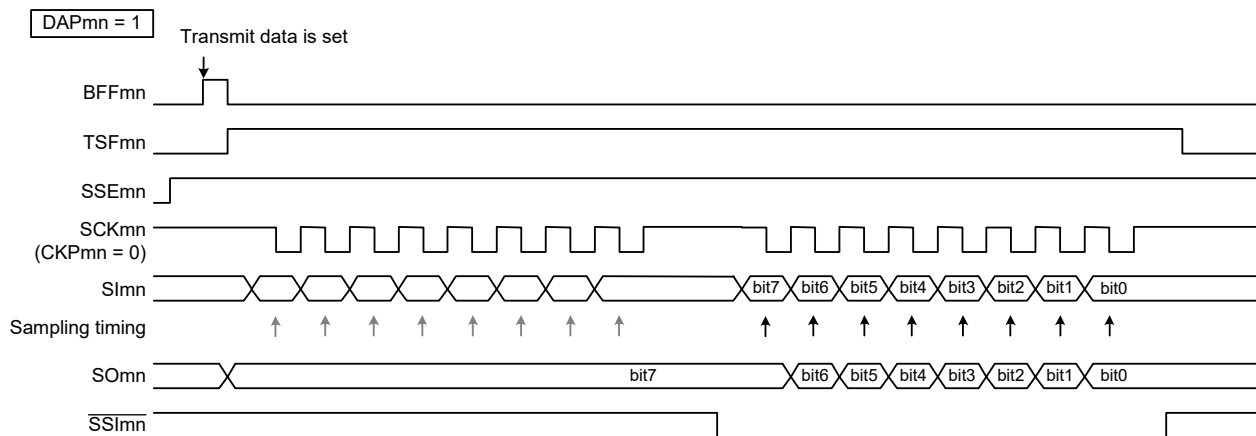 DAPmn = 1
Transmit data is set
BFFmn
TSFmn
SSEmn
SCKmn
(CKPmn = 0)
SImn bit7 bit6 bit5 bit4 bit3 bit2 bit1 bit0
Sampling timing
SOmn bit7 bit6 bit5 bit4 bit3 bit2 bit1 bit0
SSImn